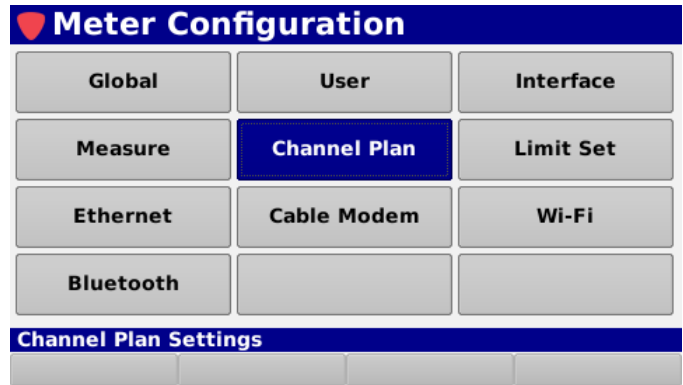 Meter Configuration
Global User Interface
Measure Channel Plan Limit Set
Ethernet Cable Modem Wi-Fi
Bluetooth
Channel Plan Settings